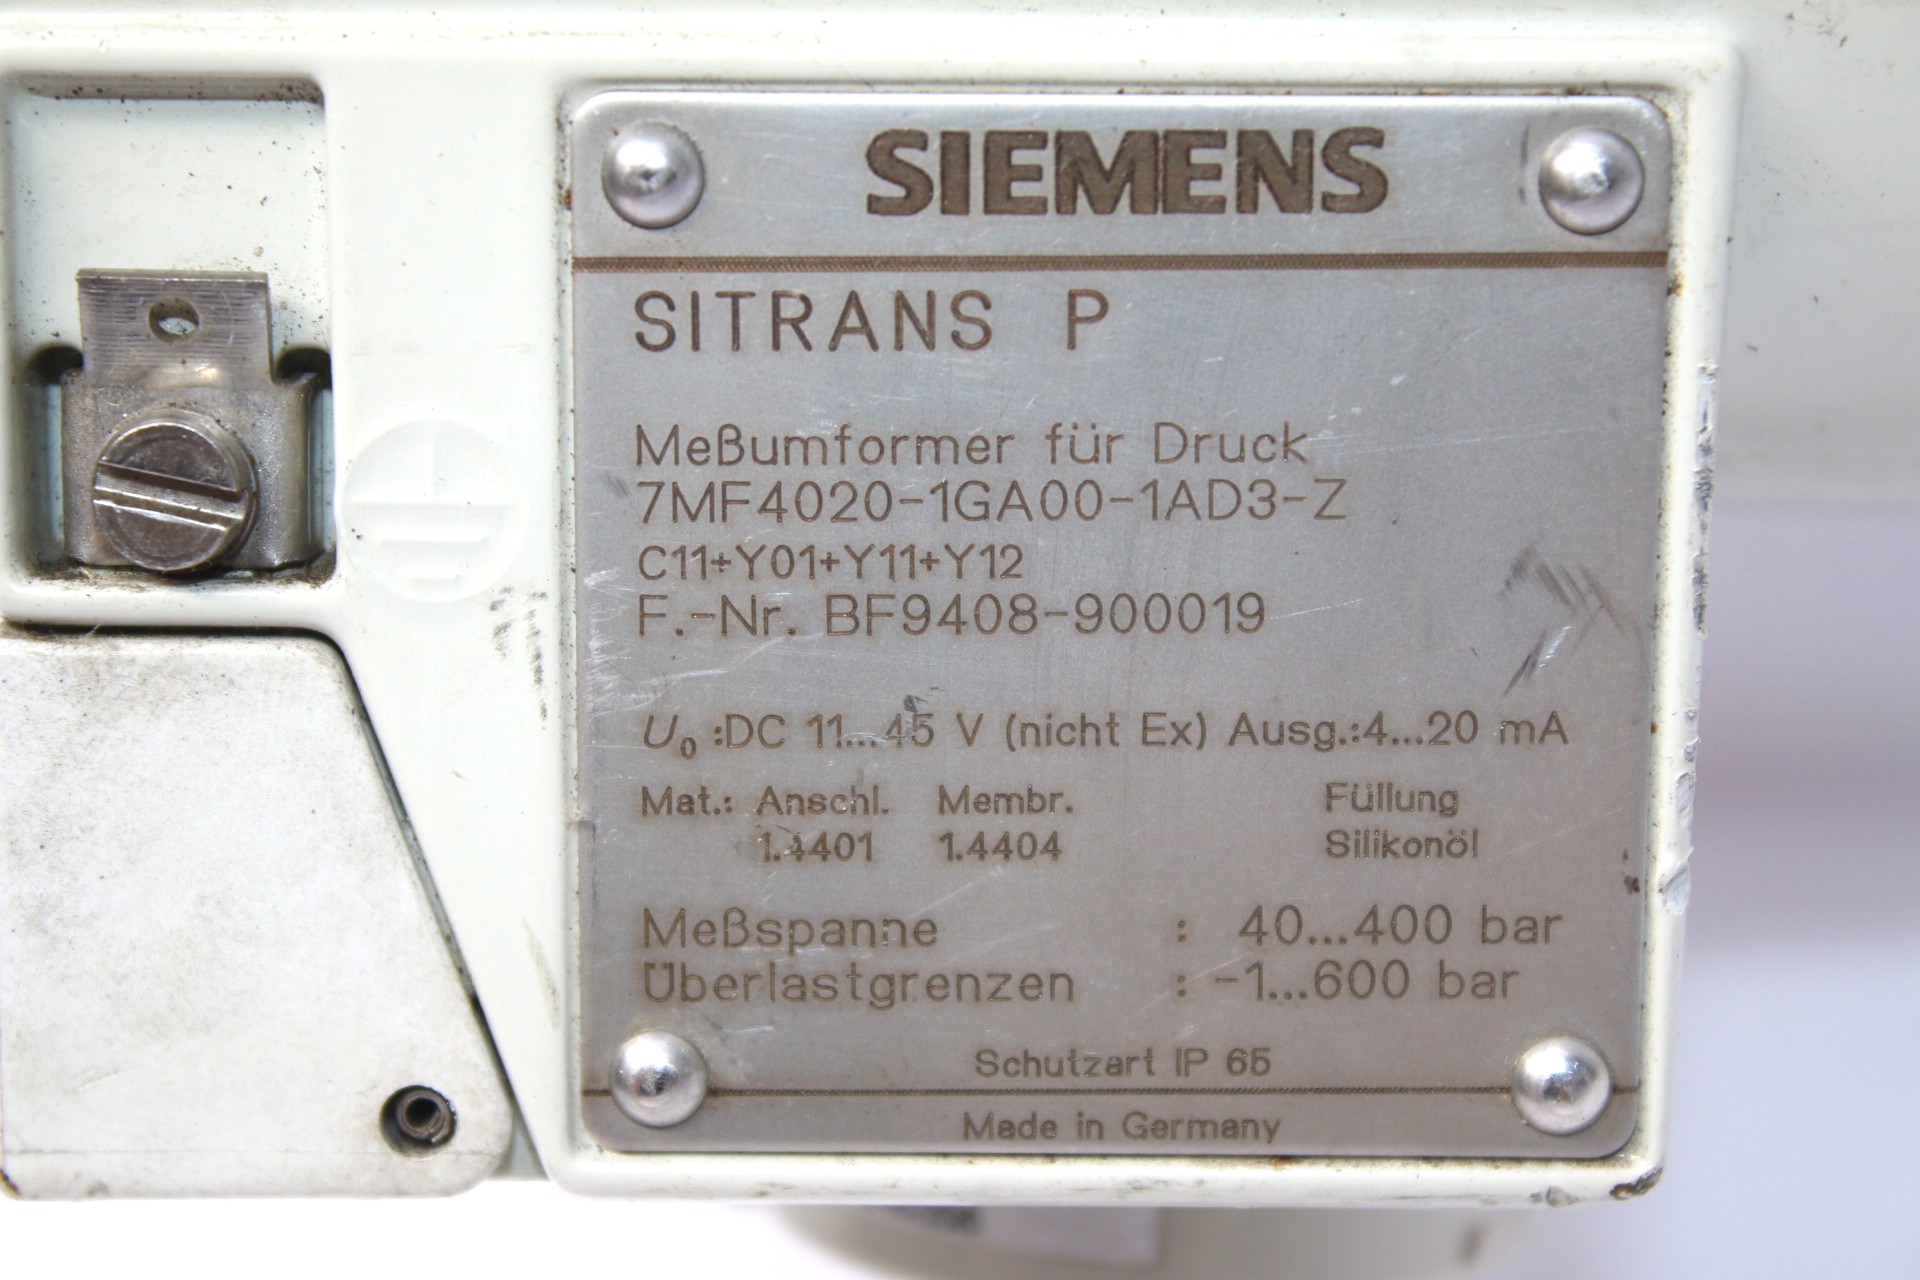 SIEMENS
SITRANS P
Meßumformer für Druck
7MF4020-1GA00-1AD3-Z
C11+Y01+Y11+Y12
F.-Nr. BF9408-900019
U₀ :DC 11...45 V (nicht Ex) Ausg.:4...20 mA
Mat.: Anschl. Membr. Füllung
1.4401 1.4404 Silikonöl
Meßspanne : 40...400 bar
Überlastgrenzen : -1...600 bar
Schutzart IP 65
Made in Germany